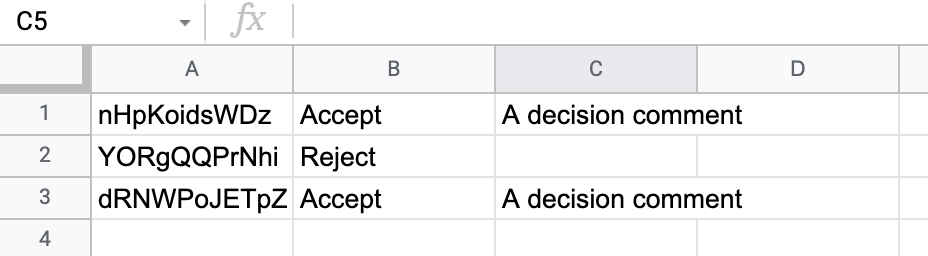 C5 fx
A B C D
1 nHpKoidsWDz Accept A decision comment
2 YORgQQPrNhi Reject
3 dRNWPoJETpZ Accept A decision comment
4